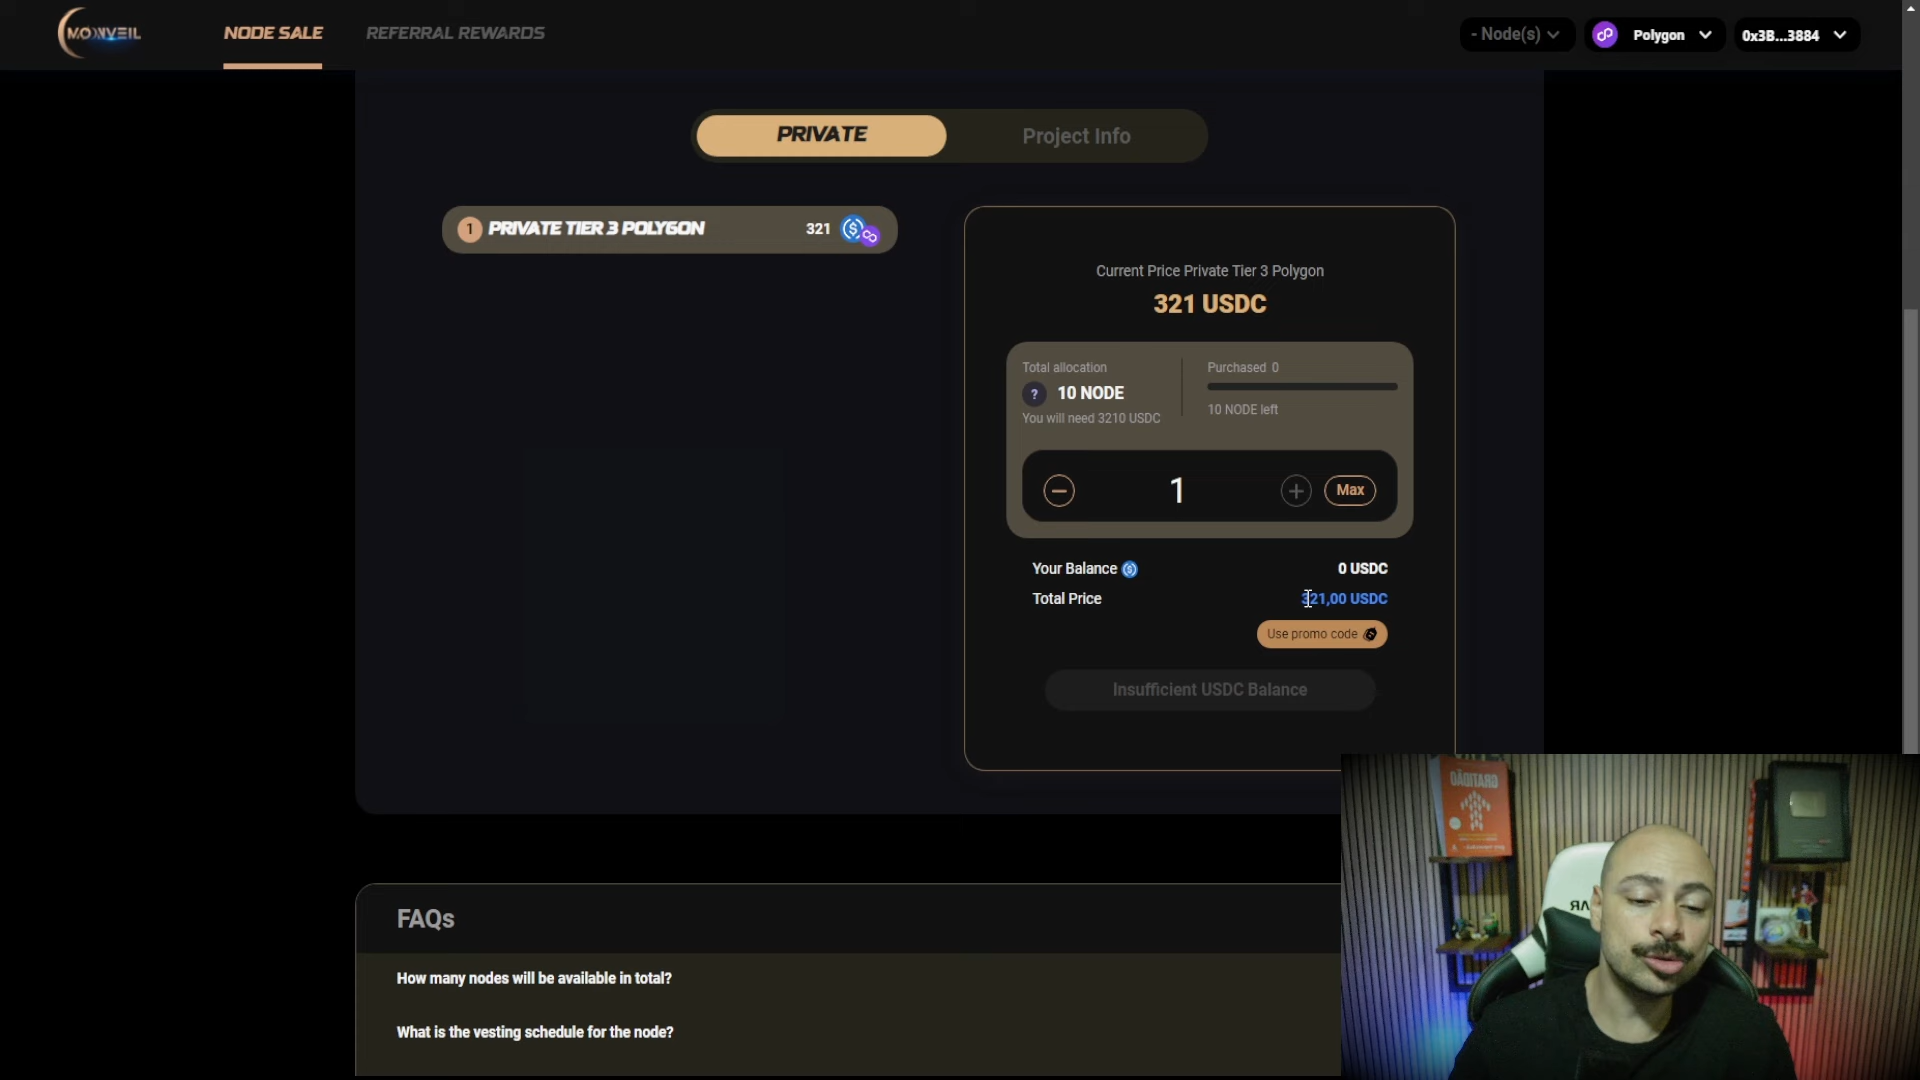 MOONVEIL
NODE SALE
REFERRAL REWARDS
- Node(s)
Polygon
0x3B...3884
PRIVATE
Project Info
1 PRIVATE TIER 3 POLYGON 321
Current Price Private Tier 3 Polygon
321 USDC
Total allocation
? 10 NODE
You will need 3210 USDC
Purchased 0
10 NODE left
1
Max
Your Balance
0 USDC
Total Price
321,00 USDC
Use promo code
Insufficient USDC Balance
FAQs
How many nodes will be available in total?
What is the vesting schedule for the node?